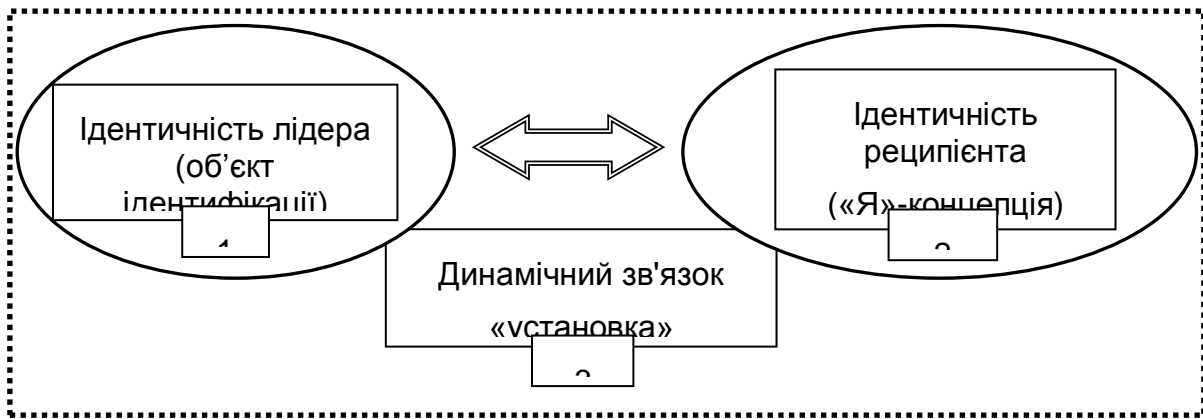 Ідентичність лідера
(об’єкт
ідентифікації)
1
Ідентичність
реципієнта
(«Я»-концепція)
Динамічний зв'язок
«установка»